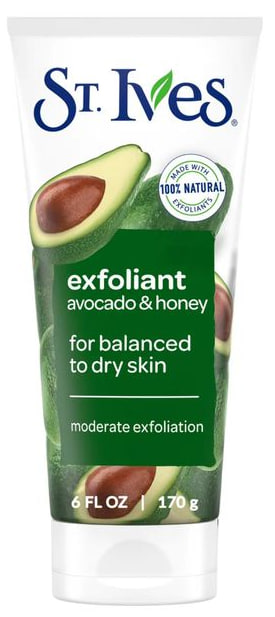 St. Ives®
MADE WITH
100% NATURAL
EXFOLIANTS
exfoliant
avocado & honey
for balanced
to dry skin
moderate exfoliation
6 FL OZ | 170 g